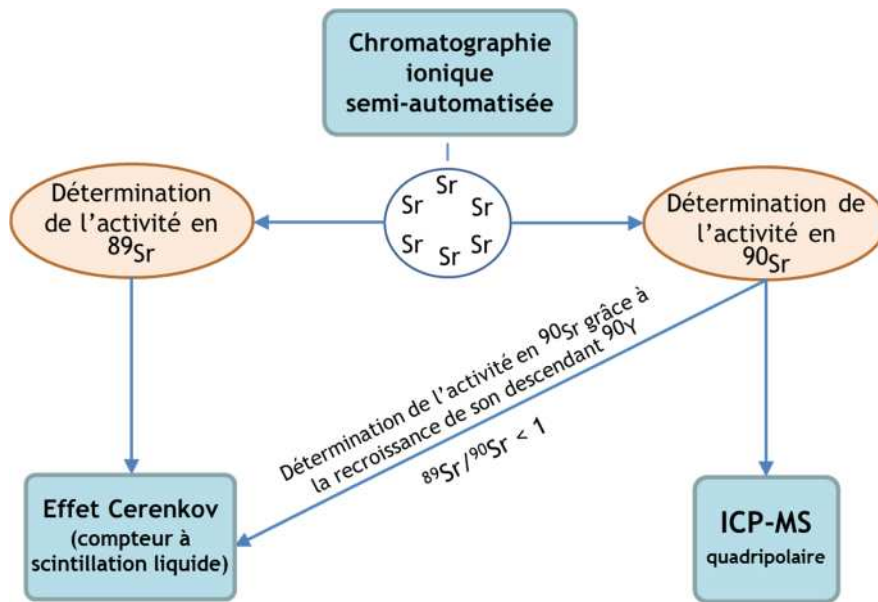 Chromatographie
ionique
semi-automatisée
Sr
Sr
Sr
Sr
Sr
Sr
Détermination
de l'activité en
89Sr
Détermination de
l'activité en
90Sr
Détermination de l'activité en 90Sr grâce à
la recroissance de son descendant 90Y
89Sr/90Sr < 1
Effet Cerenkov
(compteur à
scintillation liquide)
ICP-MS
quadripolaire